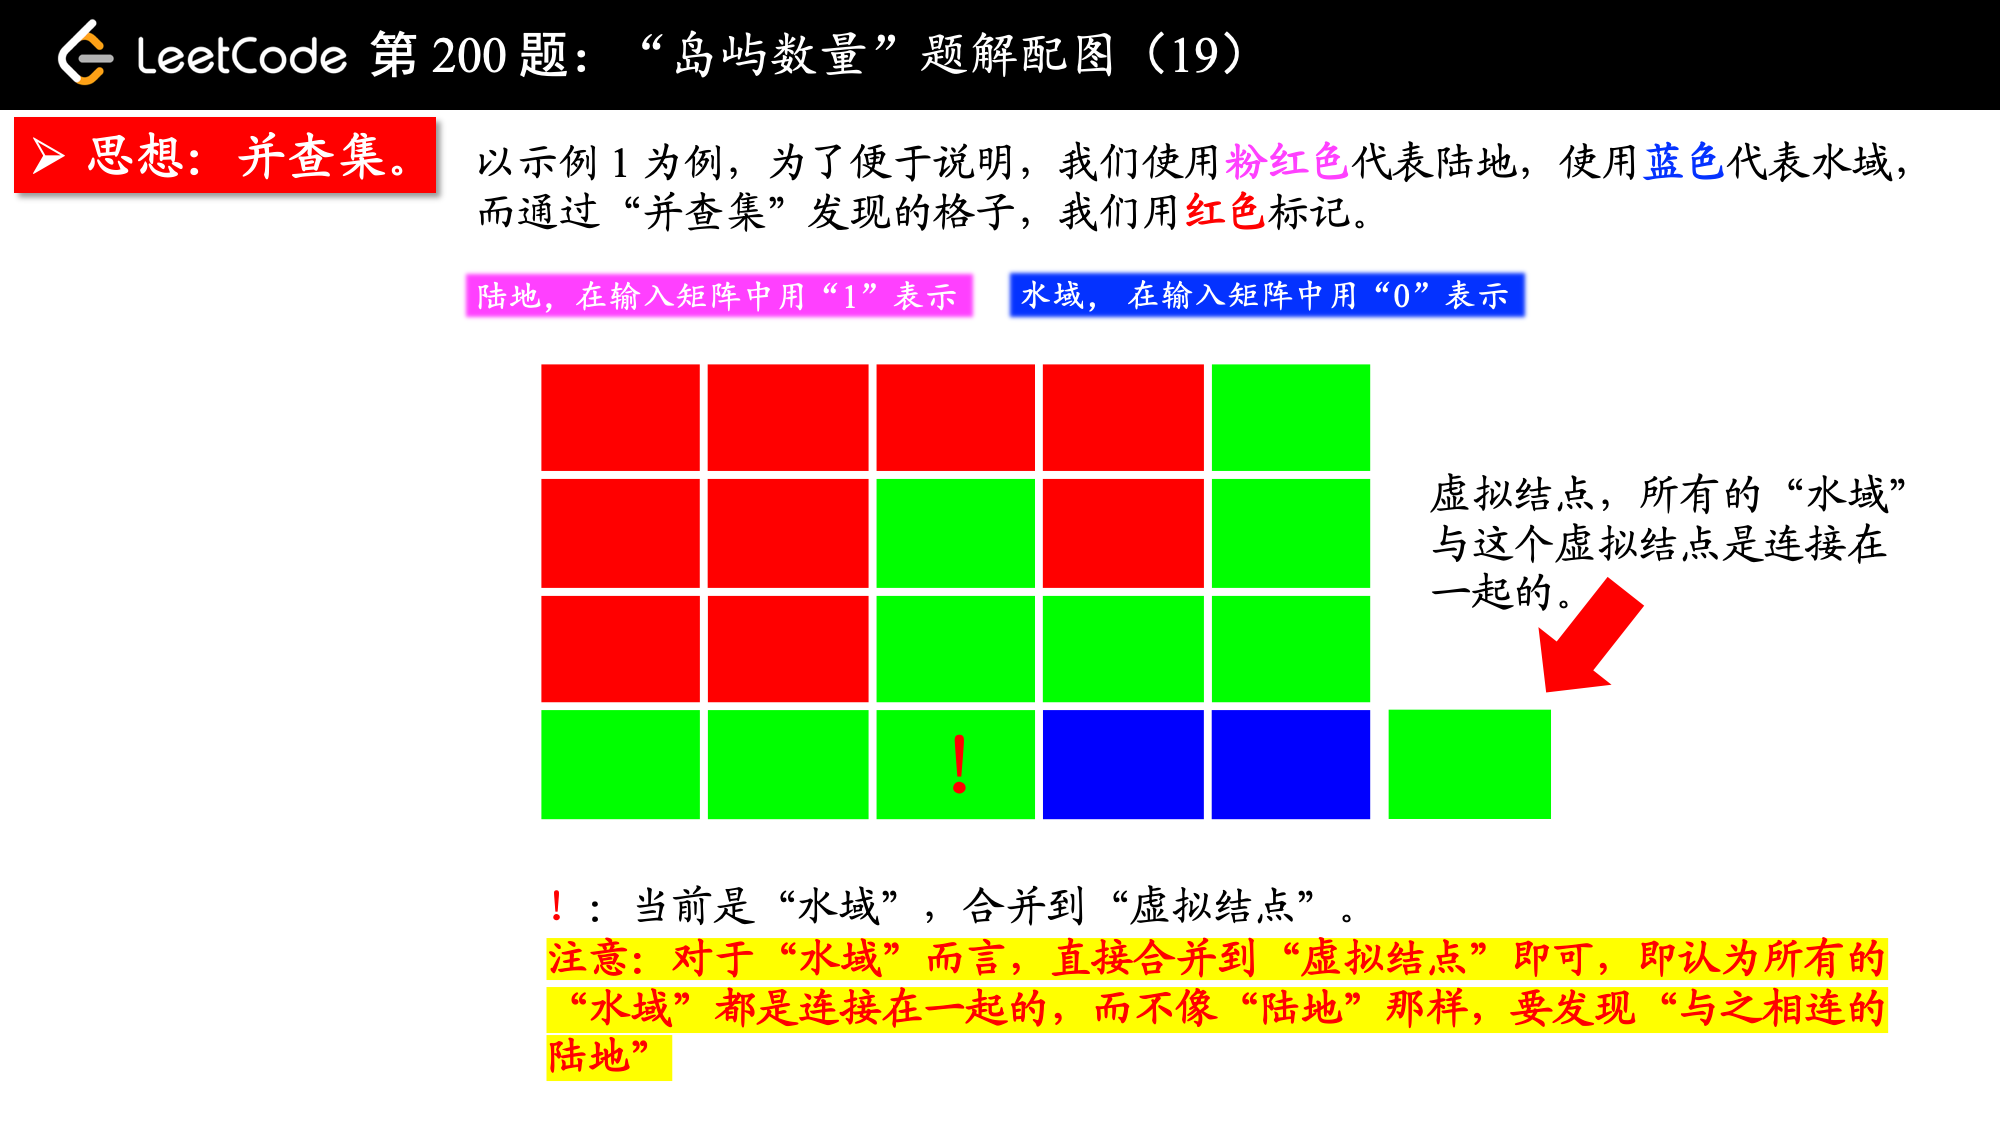 LeetCode 第 200 题：“岛屿数量”题解配图（19）
思想：并查集。
以示例 1 为例，为了便于说明，我们使用粉红色代表陆地，使用蓝色代表水域，
而通过“并查集”发现的格子，我们用红色标记。
陆地，在输入矩阵中用“1”表示
水域，在输入矩阵中用“0”表示
虚拟结点，所有的“水域”
与这个虚拟结点是连接在
一起的。
！
！：当前是“水域”，合并到“虚拟结点”。
注意：对于“水域”而言，直接合并到“虚拟结点”即可，即认为所有的
“水域”都是连接在一起的，而不像“陆地”那样，要发现“与之相连的
陆地”